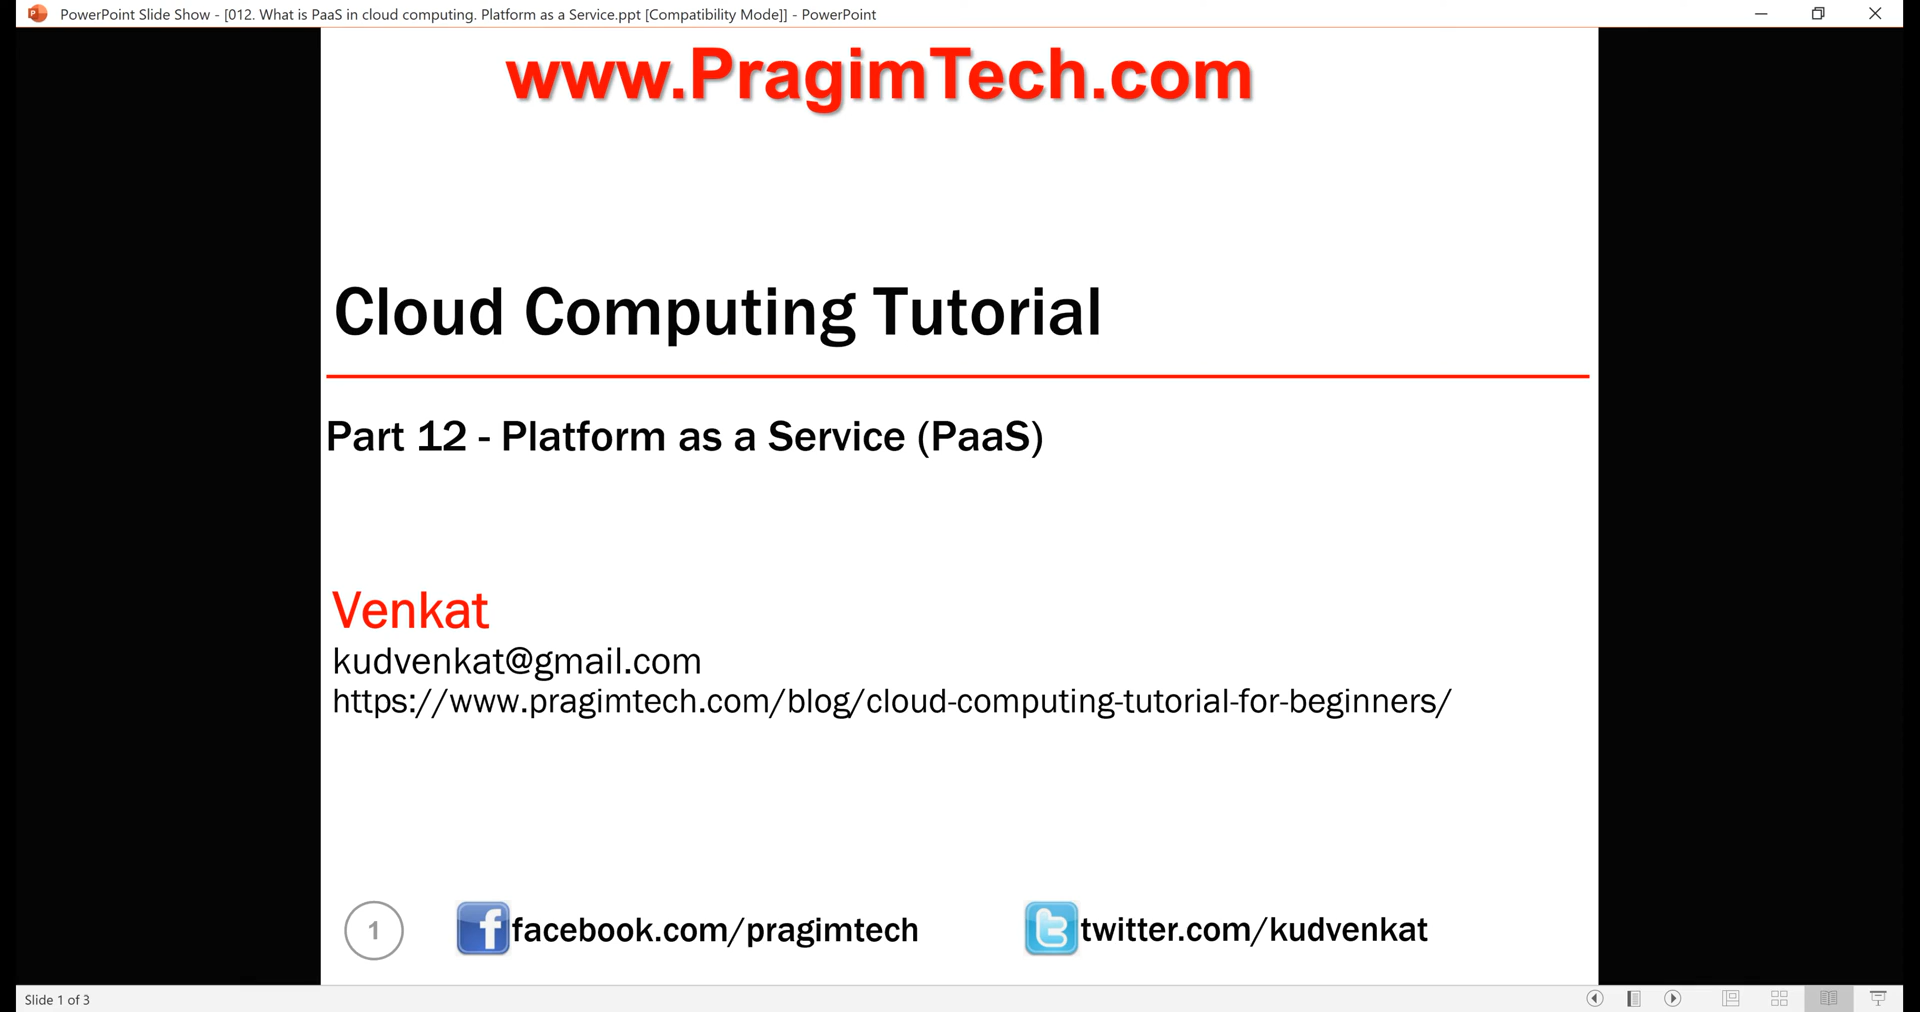 PowerPoint Slide Show - [012. What is PaaS in cloud computing. Platform as a Service.ppt [Compatibility Mode]] - PowerPoint
www.PragimTech.com
Cloud Computing Tutorial
Part 12 - Platform as a Service (PaaS)
Venkat
kudvenkat@gmail.com
https://www.pragimtech.com/blog/cloud-computing-tutorial-for-beginners/
1 facebook.com/pragimtech twitter.com/kudvenkat
Slide 1 of 3